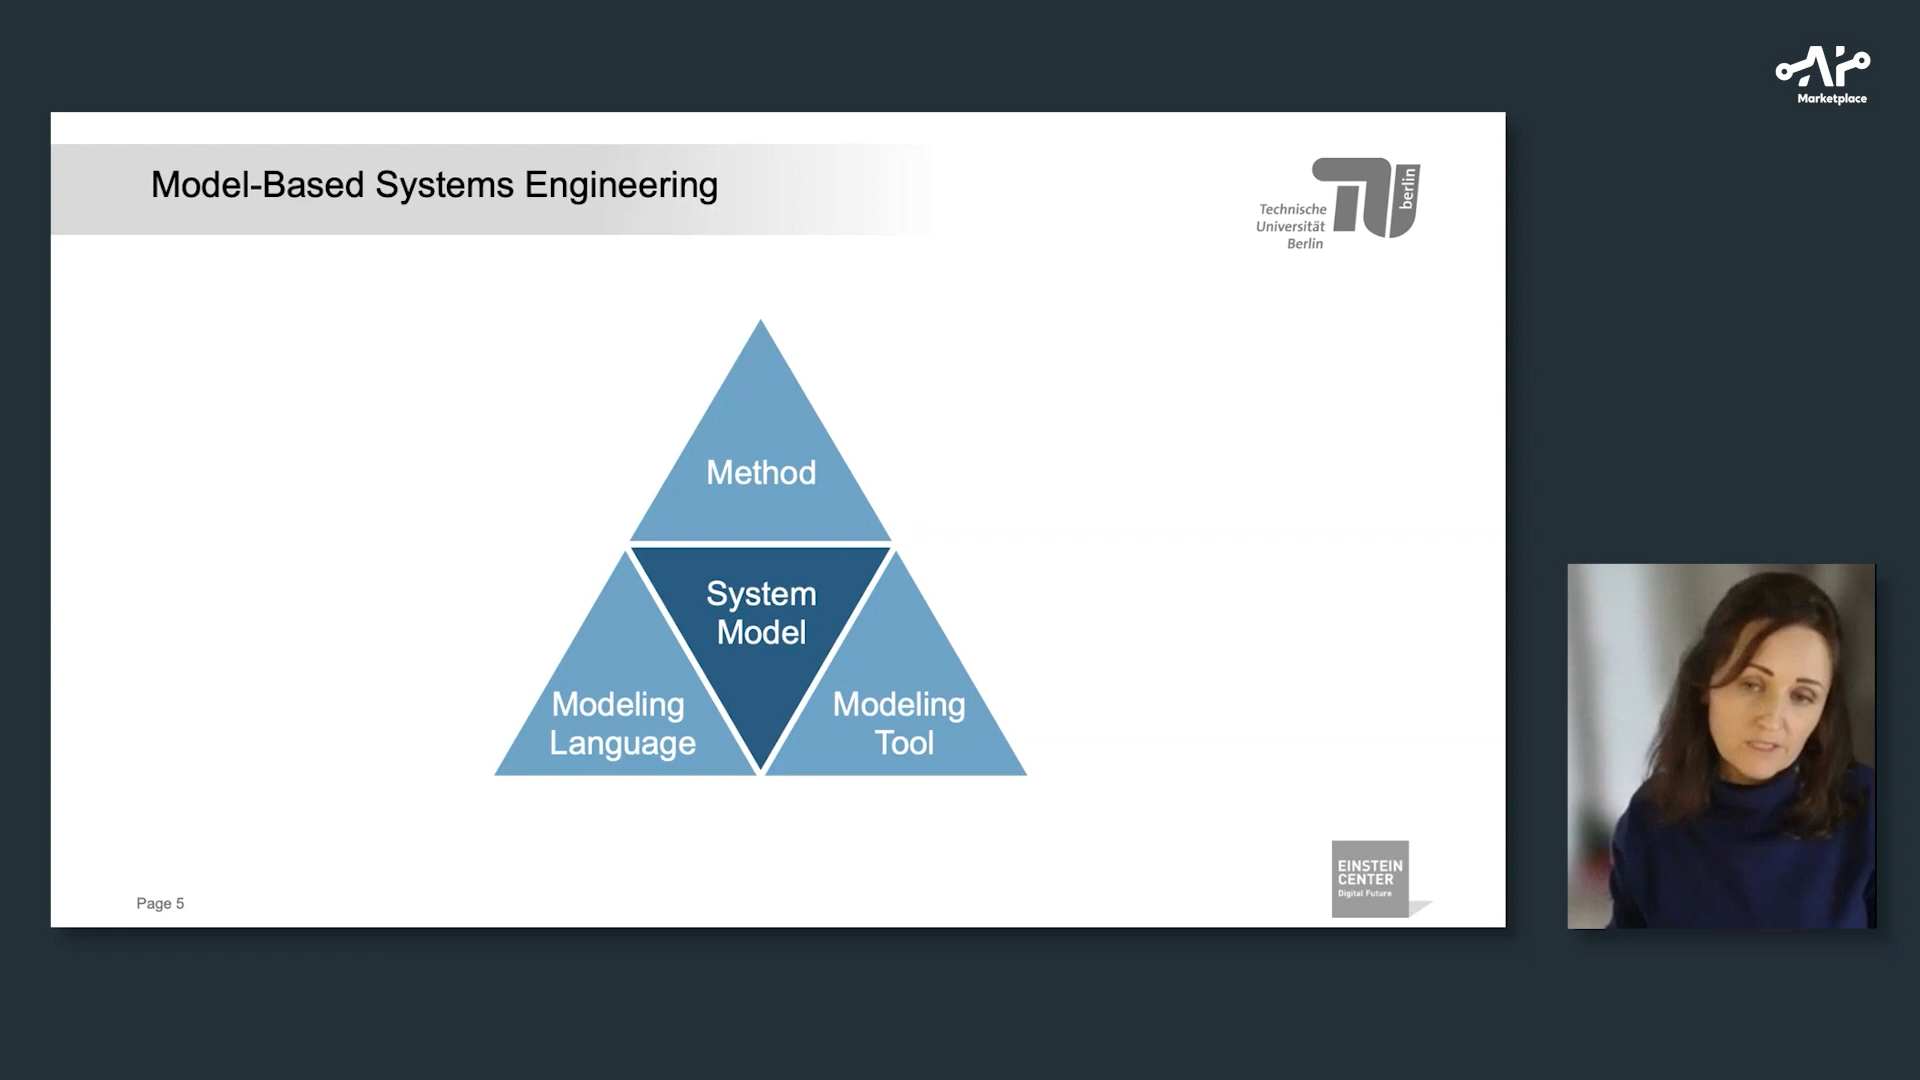 AI
Marketplace
Model-Based Systems Engineering
Technische
Universität
Berlin
berlin
Method
System
Model
Modeling
Language
Modeling
Tool
EINSTEIN
CENTER
Digital Future
Page 5